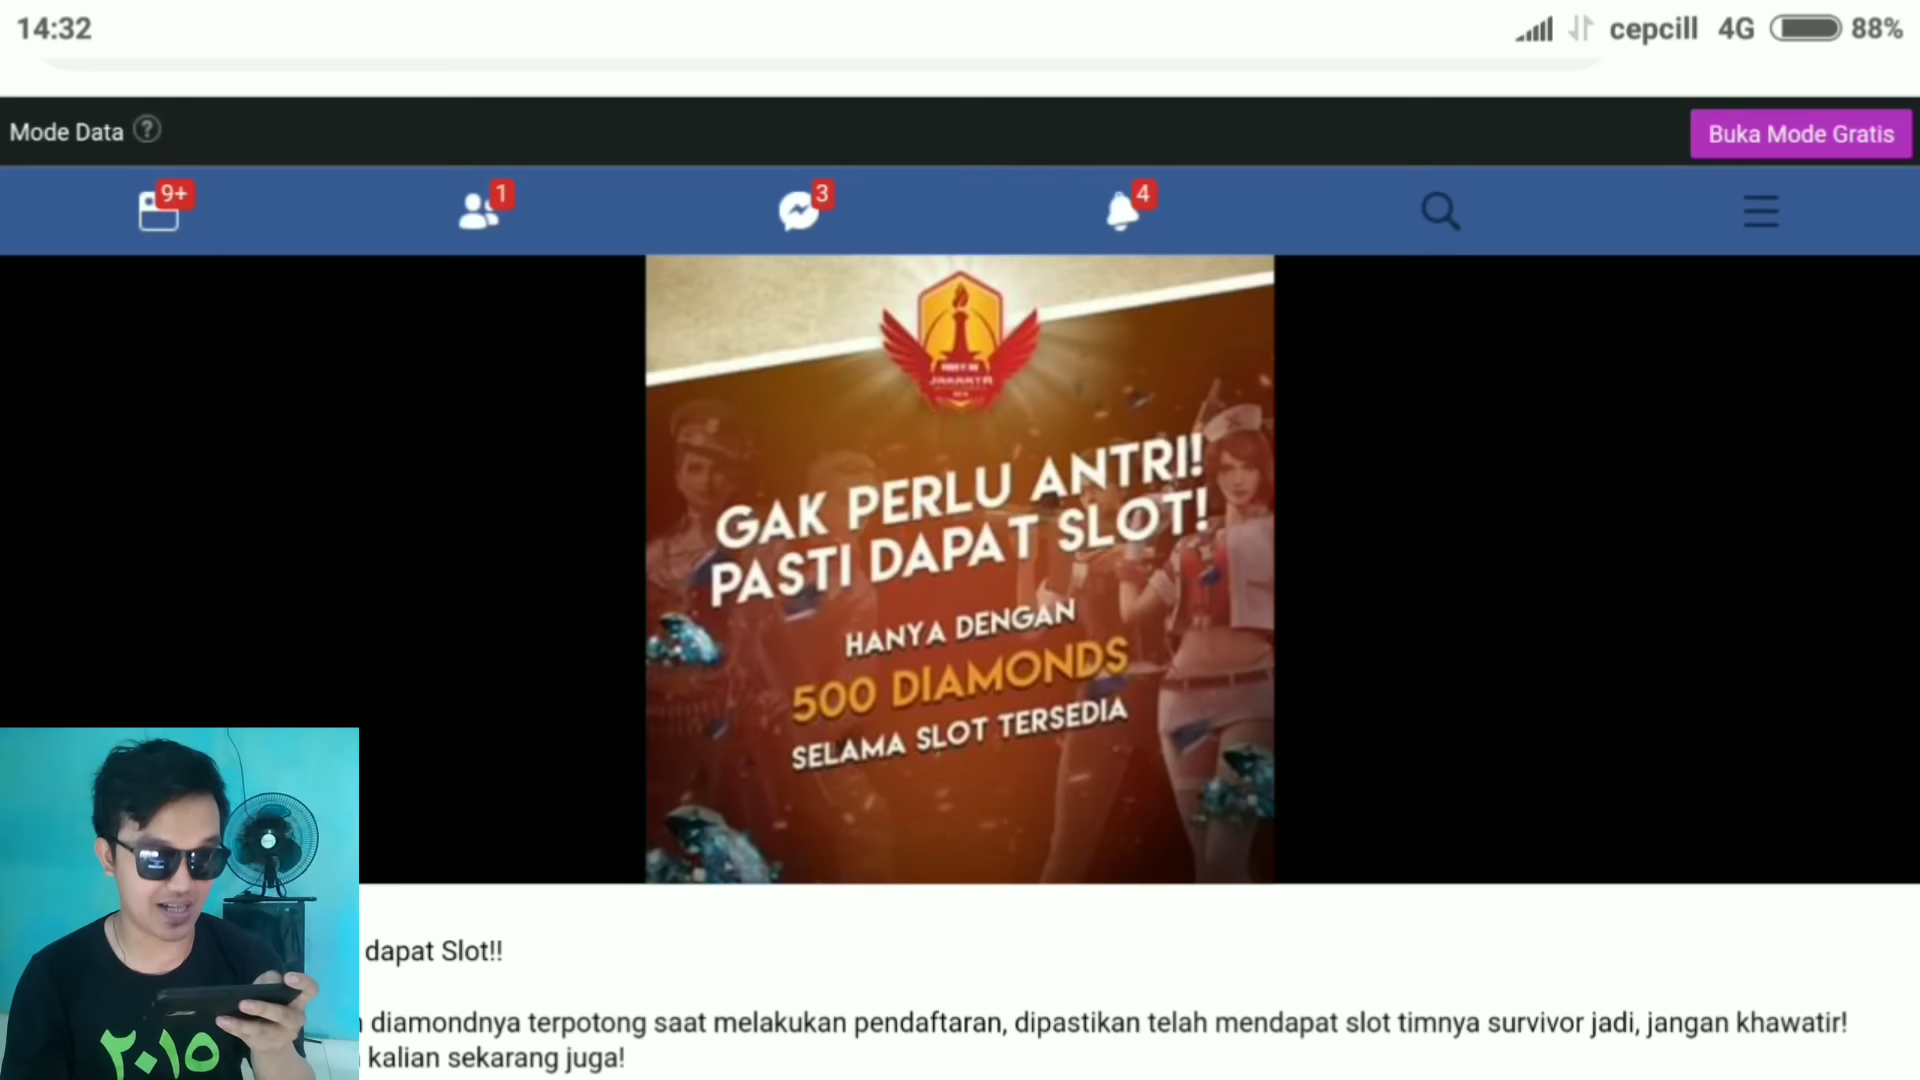 14:32
cepcill 4G 88%
Mode Data ?
Buka Mode Gratis
9+ 1 3 4
JAKARTA
GAK PERLU ANTRI!
PASTI DAPAT SLOT!
HANYA DENGAN
500 DIAMONDS
SELAMA SLOT TERSEDIA
dapat Slot!!
diamondnya terpotong saat melakukan pendaftaran, dipastikan telah mendapat slot timnya survivor jadi, jangan khawatir!
kalian sekarang juga!
٢٠١٥